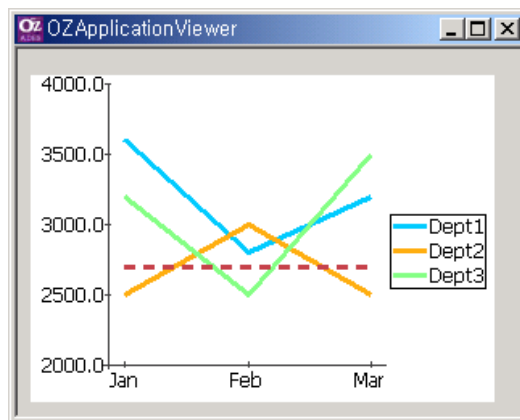 OZ
OZApplicationViewer
4000.0
3500.0
3000.0
2500.0
2000.0
Jan Feb Mar
Dept1
Dept2
Dept3